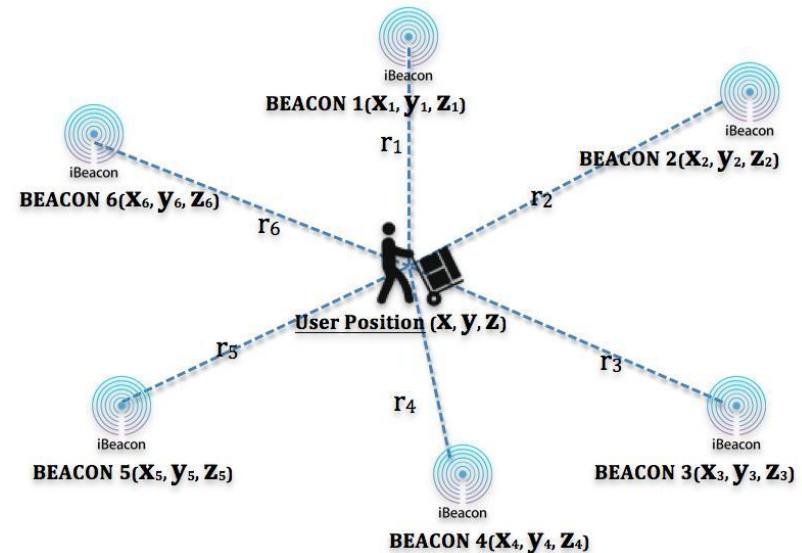 iBeacon
BEACON 1(x₁, y₁, z₁)
r₁
iBeacon
BEACON 2(x₂, y₂, z₂)
r₂
iBeacon
BEACON 6(x₆, y₆, z₆)
r₆
User Position (x, y, z)
r₅
r₃
r₄
iBeacon
BEACON 5(x₅, y₅, z₅)
iBeacon
BEACON 3(x₃, y₃, z₃)
iBeacon
BEACON 4(x₄, y₄, z₄)